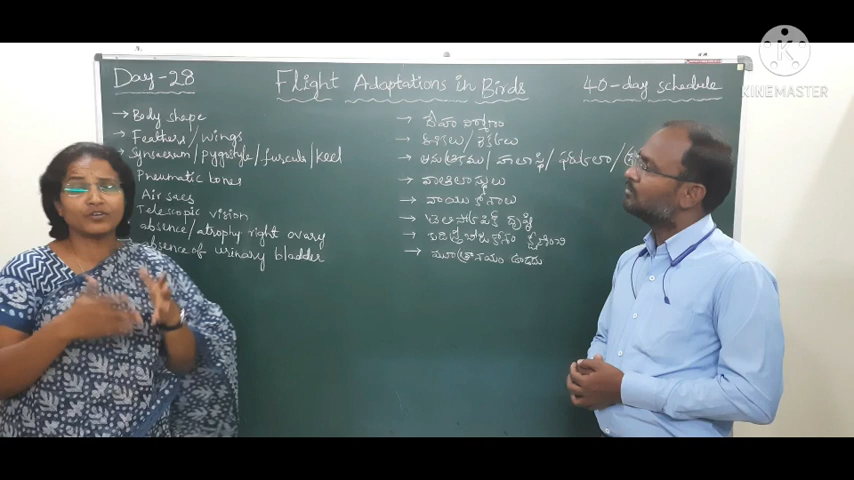 Day-28 Flight Adaptations in Birds 40-day schedule
→ Body shape
→ Feathers/wings
→ Synsacrum/pygostyle/furcula/keel
Pneumatic bones
Air sacs
Telescopic vision
absence/atrophy right ovary
absence of urinary bladder
→ దేహ నిర్మాణం
→ ఈకలు/రెక్కలు
→
→ వాతులాస్థులు
→ వాయుకోశాలు
→ టెలిస్కోపిక్ దృష్టి
→ కుడి స్త్రీబీజకోశం క్షీణించి
→ మూత్రాశయం ఉండదు
K
KINEMASTER